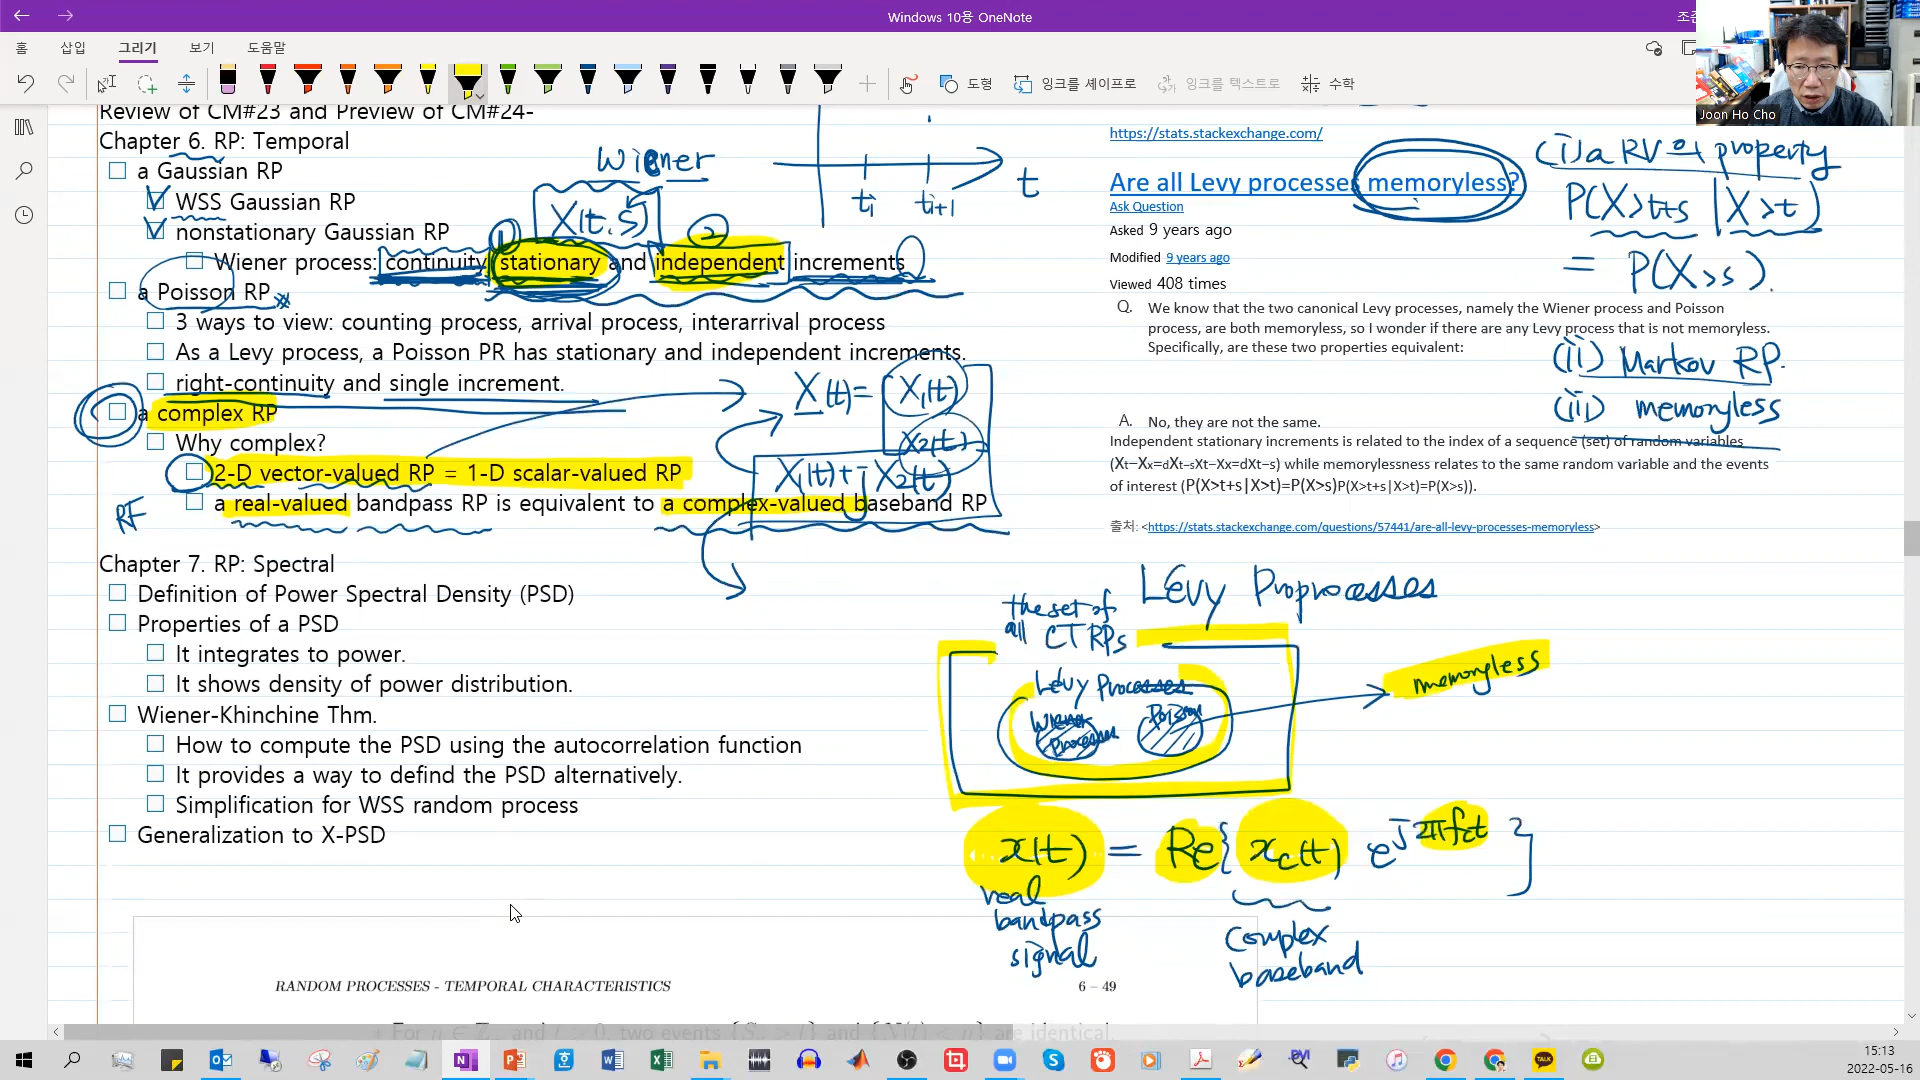 Windows 10용 OneNote
조준
홈 삽입 그리기 보기 도움말
도형 잉크를 셰이프로 잉크를 텍스트로 수학
Joon Ho Cho
Review of CM#23 and Preview of CM#24-
Chapter 6. RP: Temporal
a Gaussian RP
WSS Gaussian RP
nonstationary Gaussian RP
Wiener process: continuity, stationary and independent increments
a Poisson RP
3 ways to view: counting process, arrival process, interarrival process
As a Levy process, a Poisson PR has stationary and independent increments.
right-continuity and single increment.
a complex RP
Why complex?
2-D vector-valued RP = 1-D scalar-valued RP
a real-valued bandpass RP is equivalent to a complex-valued baseband RP
RF
Wiener
X(t,s)
① ②
ti ti+1 t
X(t) = X1(t)
X2(t)
X1(t)+jX2(t)
Chapter 7. RP: Spectral
Definition of Power Spectral Density (PSD)
Properties of a PSD
It integrates to power.
It shows density of power distribution.
Wiener-Khinchine Thm.
How to compute the PSD using the autocorrelation function
It provides a way to defind the PSD alternatively.
Simplification for WSS random process
Generalization to X-PSD
https://stats.stackexchange.com/
Are all Levy processes memoryless?
Ask Question
Asked 9 years ago
Modified 9 years ago
Viewed 408 times
Q. We know that the two canonical Levy processes, namely the Wiener process and Poisson
process, are both memoryless, so I wonder if there are any Levy process that is not memoryless.
Specifically, are these two properties equivalent:
A. No, they are not the same.
Independent stationary increments is related to the index of a sequence (set) of random variables
(Xt−Xs=dXt−sXt−Xs=dXt−s) while memorylessness relates to the same random variable and the events
of interest (P(X>t+s|X>t)=P(X>s)P(X>t+s|X>t)=P(X>s)).
출처: <https://stats.stackexchange.com/questions/57441/are-all-levy-processes-memoryless>
(i) a RV property
P(X>t+s | X>t)
= P(X>s).
(ii) Markov RP.
(iii) memoryless
LEvy Proprocesses
the set of
all CT RPs
Lévy Processes
Wiener Processes
Poisson
memoryless
x(t) = Re{ xc(t) e^j2πfct }
real
bandpass
signal
complex
baseband
RANDOM PROCESSES - TEMPORAL CHARACTERISTICS 6 – 49
15:13
2022-05-16